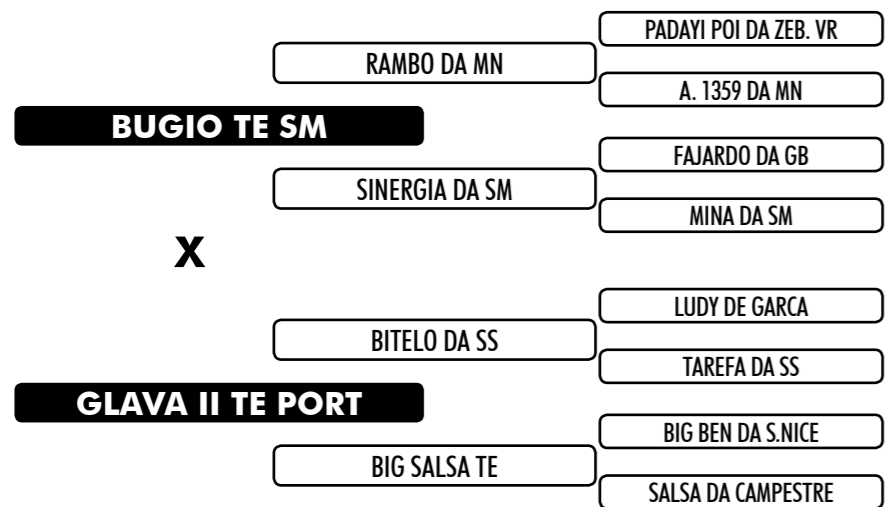 PADAYI POI DA ZEB. VR
RAMBO DA MN
A. 1359 DA MN
BUGIO TE SM
FAJARDO DA GB
SINERGIA DA SM
MINA DA SM
X
LUDY DE GARCA
BITELO DA SS
TAREFA DA SS
GLAVA II TE PORT
BIG BEN DA S.NICE
BIG SALSA TE
SALSA DA CAMPESTRE